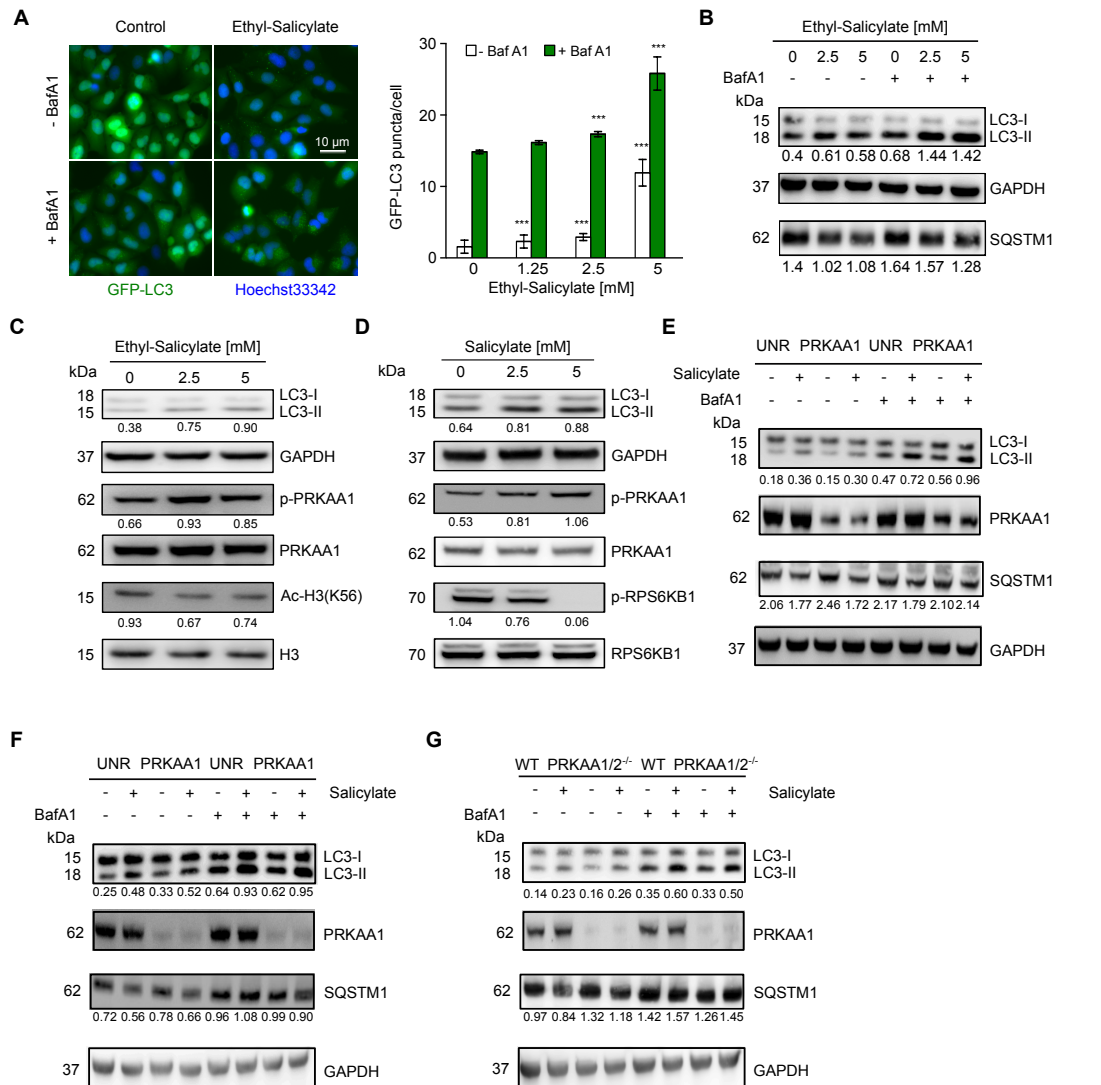 A
Control Ethyl-Salicylate
- BafA1
+ BafA1
10 µm
GFP-LC3 Hoechst33342
GFP-LC3 puncta/cell
- Baf A1 + Baf A1
30
20
10
0
*** *** *** *** ***
0 1.25 2.5 5
Ethyl-Salicylate [mM]
B
Ethyl-Salicylate [mM]
0 2.5 5 0 2.5 5
BafA1 - - - + + +
kDa
15 LC3-I
18 LC3-II
0.4 0.61 0.58 0.68 1.44 1.42
37 GAPDH
62 SQSTM1
1.4 1.02 1.08 1.64 1.57 1.28
C
Ethyl-Salicylate [mM]
kDa 0 2.5 5
18 LC3-I
15 LC3-II
0.38 0.75 0.90
37 GAPDH
62 p-PRKAA1
0.66 0.93 0.85
62 PRKAA1
15 Ac-H3(K56)
0.93 0.67 0.74
15 H3
D
Salicylate [mM]
kDa 0 2.5 5
18 LC3-I
15 LC3-II
0.64 0.81 0.88
37 GAPDH
62 p-PRKAA1
0.53 0.81 1.06
62 PRKAA1
70 p-RPS6KB1
1.04 0.76 0.06
70 RPS6KB1
E
UNR PRKAA1 UNR PRKAA1
Salicylate - + - + - + - +
BafA1 - - - - + + + +
kDa
15 LC3-I
18 LC3-II
0.18 0.36 0.15 0.30 0.47 0.72 0.56 0.96
62 PRKAA1
62 SQSTM1
2.06 1.77 2.46 1.72 2.17 1.79 2.10 2.14
37 GAPDH
F
UNR PRKAA1 UNR PRKAA1
- + - + - + - + Salicylate
BafA1 - - - - + + + +
kDa
15 LC3-I
18 LC3-II
0.25 0.48 0.33 0.52 0.64 0.93 0.62 0.95
62 PRKAA1
62 SQSTM1
0.72 0.56 0.78 0.66 0.96 1.08 0.99 0.90
37 GAPDH
G
WT PRKAA1/2-/- WT PRKAA1/2-/-
- + - + - + - + Salicylate
BafA1 - - - - + + + +
kDa
15 LC3-I
18 LC3-II
0.14 0.23 0.16 0.26 0.35 0.60 0.33 0.50
62 PRKAA1
62 SQSTM1
0.97 0.84 1.32 1.18 1.42 1.57 1.26 1.45
37 GAPDH